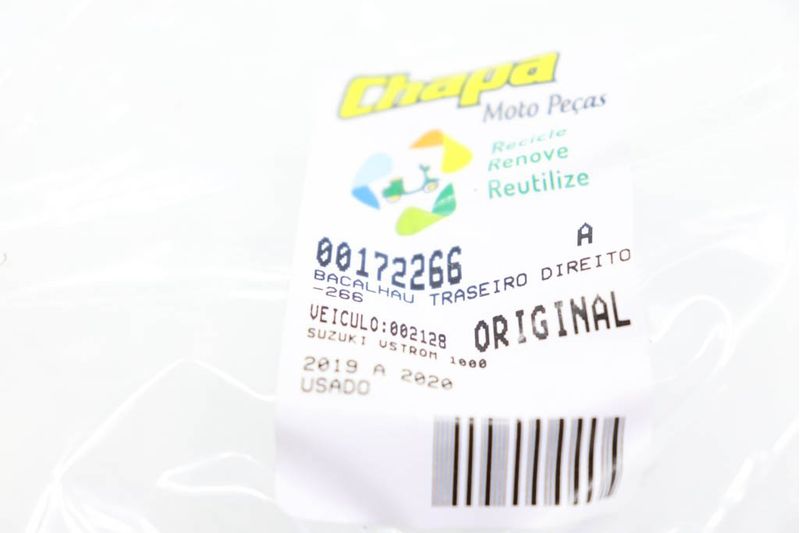 Chapa
Moto Peças
Recicle
Renove
Reutilize
00172266 A
BACALHAU TRASEIRO DIREITO
-266
VEICULO:002128 ORIGINAL
SUZUKI VSTROM 1000
2019 A 2020
USADO